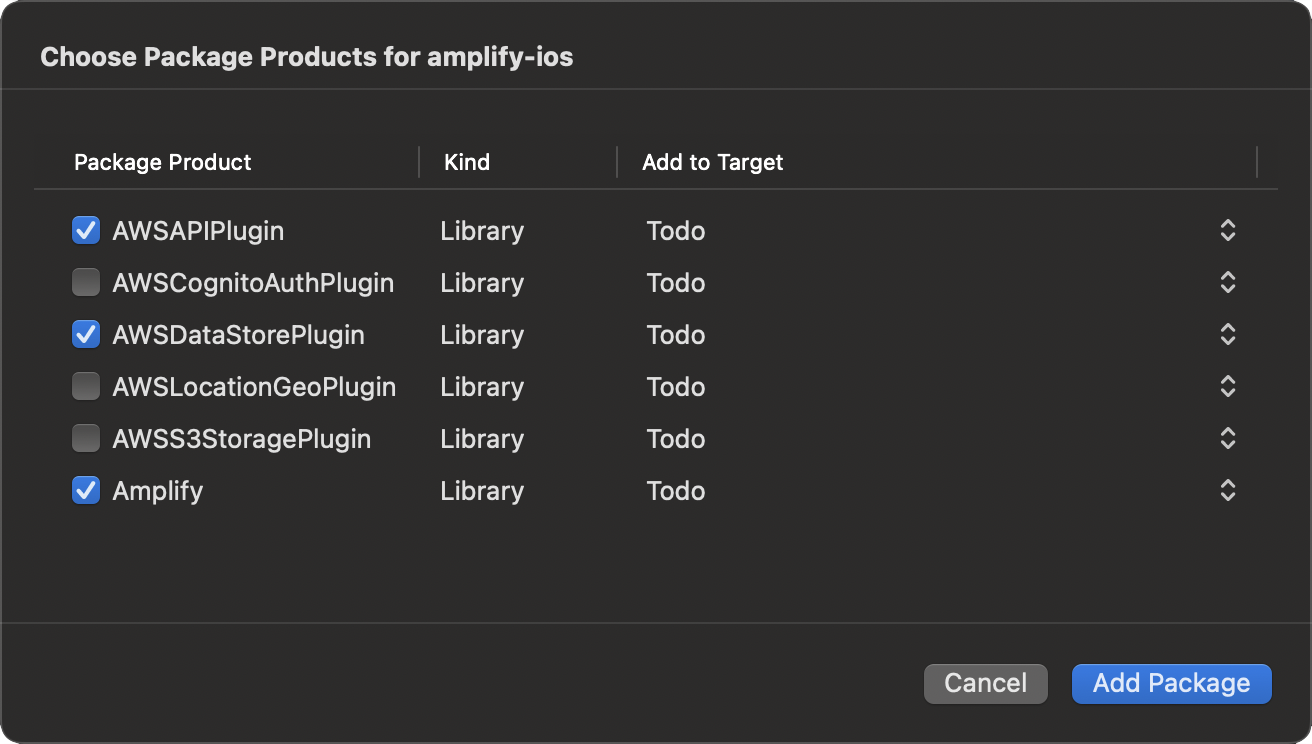 Choose Package Products for amplify-ios
Package Product Kind Add to Target
AWSAPIPlugin Library Todo
AWSCognitoAuthPlugin Library Todo
AWSDataStorePlugin Library Todo
AWSLocationGeoPlugin Library Todo
AWSS3StoragePlugin Library Todo
Amplify Library Todo
Cancel Add Package